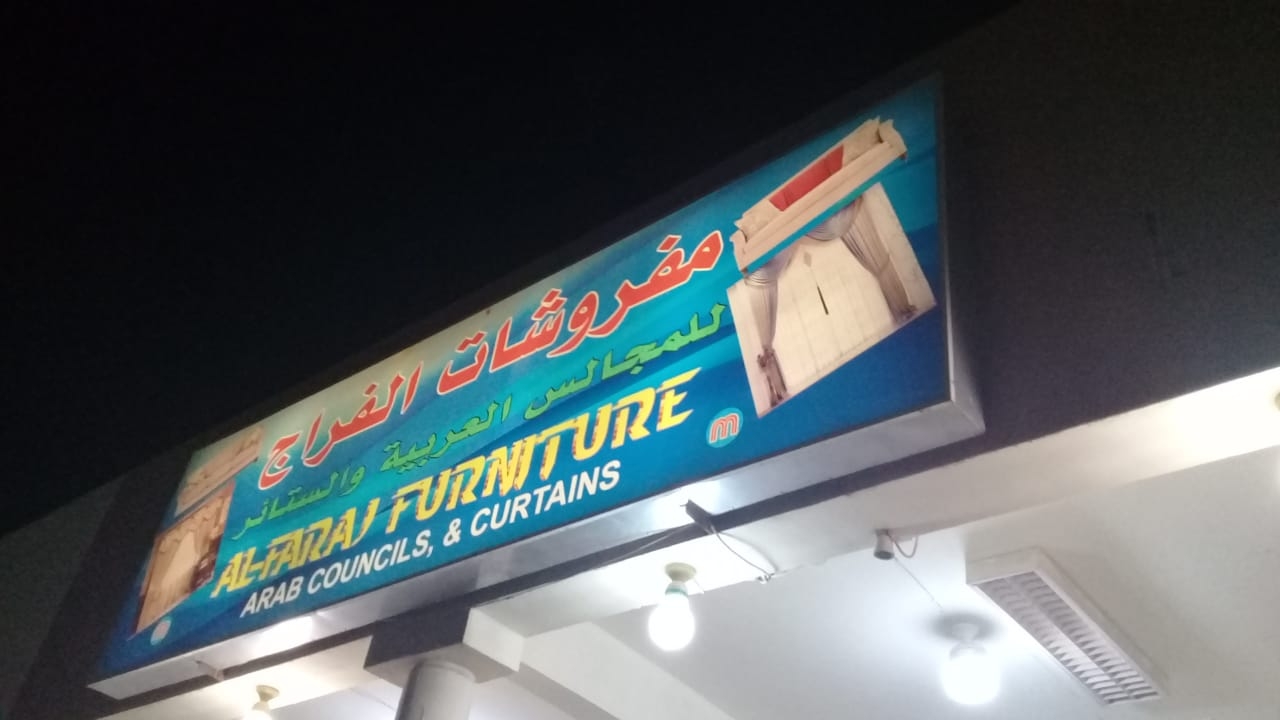 مفروشات الفراج
للمجالس العربية والستائر
AL-FARAJ FURNITURE
ARAB COUNCILS, & CURTAINS
m